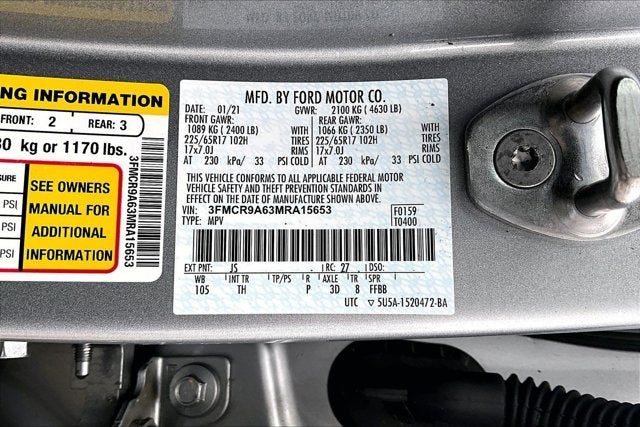 NG INFORMATION
FRONT: 2 REAR: 3
30 kg or 1170 lbs.
SURE
PSI
PSI
SEE OWNERS
MANUAL FOR
ADDITIONAL
INFORMATION
3FMCR9A63MRA15653
MFD. BY FORD MOTOR CO.
DATE: 01/21 GVWR: 2100 KG ( 4630 LB)
FRONT GAWR: REAR GAWR:
1089 KG ( 2400 LB) WITH 1066 KG ( 2350 LB) WITH
225/65R17 102H TIRES 225/65R17 102H TIRES
17x7.0J RIMS 17x7.0J RIMS
AT 230 kPa/ 33 PSI COLD AT 230 kPa/ 33 PSI COLD
THIS VEHICLE CONFORMS TO ALL APPLICABLE FEDERAL MOTOR
VEHICLE SAFETY AND THEFT PREVENTION STANDARDS IN
EFFECT ON THE DATE OF MANUFACTURE SHOWN ABOVE.
VIN: 3FMCR9A63MRA15653 F0159
TYPE: MPV T0400
EXT PNT: JS RC: 27 DSO:
WB INT TR TP/PS R AXLE TR SPR
105 TH P 3D 8 FFBB
UTC ▽5U5A-1520472-BA